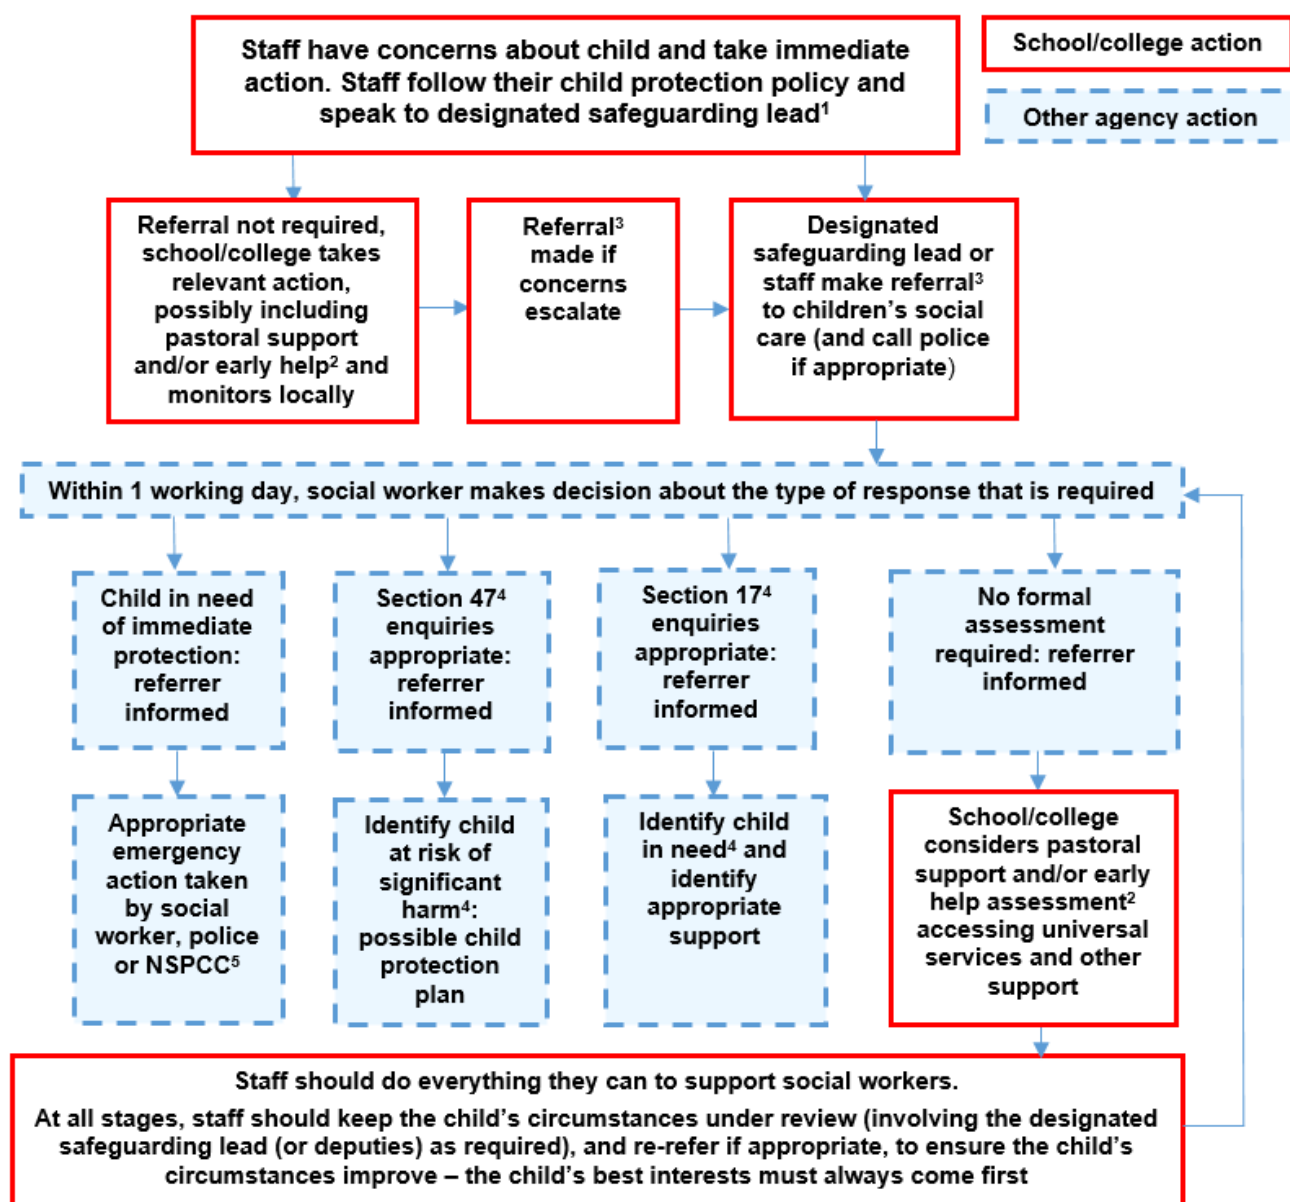 Staff have concerns about child and take immediate
action. Staff follow their child protection policy and
speak to designated safeguarding lead¹
School/college action
Other agency action
Referral not required,
school/college takes
relevant action,
possibly including
pastoral support
and/or early help² and
monitors locally
Referral³
made if
concerns
escalate
Designated
safeguarding lead or
staff make referral³
to children’s social
care (and call police
if appropriate)
Within 1 working day, social worker makes decision about the type of response that is required
Child in need
of immediate
protection:
referrer
informed
Section 47⁴
enquiries
appropriate:
referrer
informed
Section 17⁴
enquiries
appropriate:
referrer
informed
No formal
assessment
required: referrer
informed
Appropriate
emergency
action taken
by social
worker, police
or NSPCC⁵
Identify child
at risk of
significant
harm⁴:
possible child
protection
plan
Identify child
in need⁴ and
identify
appropriate
support
School/college
considers pastoral
support and/or early
help assessment²
accessing universal
services and other
support
Staff should do everything they can to support social workers.
At all stages, staff should keep the child’s circumstances under review (involving the designated
safeguarding lead (or deputies) as required), and re-refer if appropriate, to ensure the child’s
circumstances improve – the child’s best interests must always come first